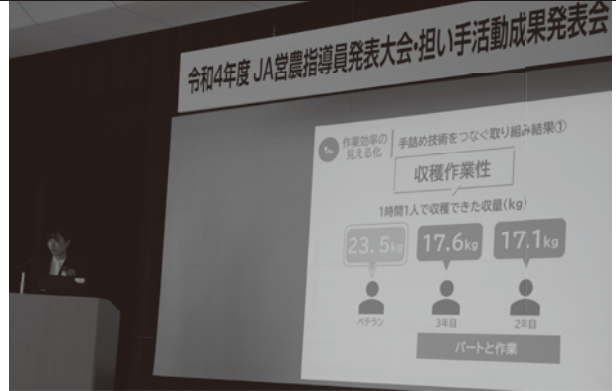 令和4年度 JA営農指導員発表大会・担い手活動成果発表会
作業効率の
見える化
手詰め技術をつなぐ取り組み結果①
収穫作業性
1時間1人で収穫できた収量(kg)
23.5kg 17.6kg 17.1kg
ベテラン 3年目 2年目
パートと作業